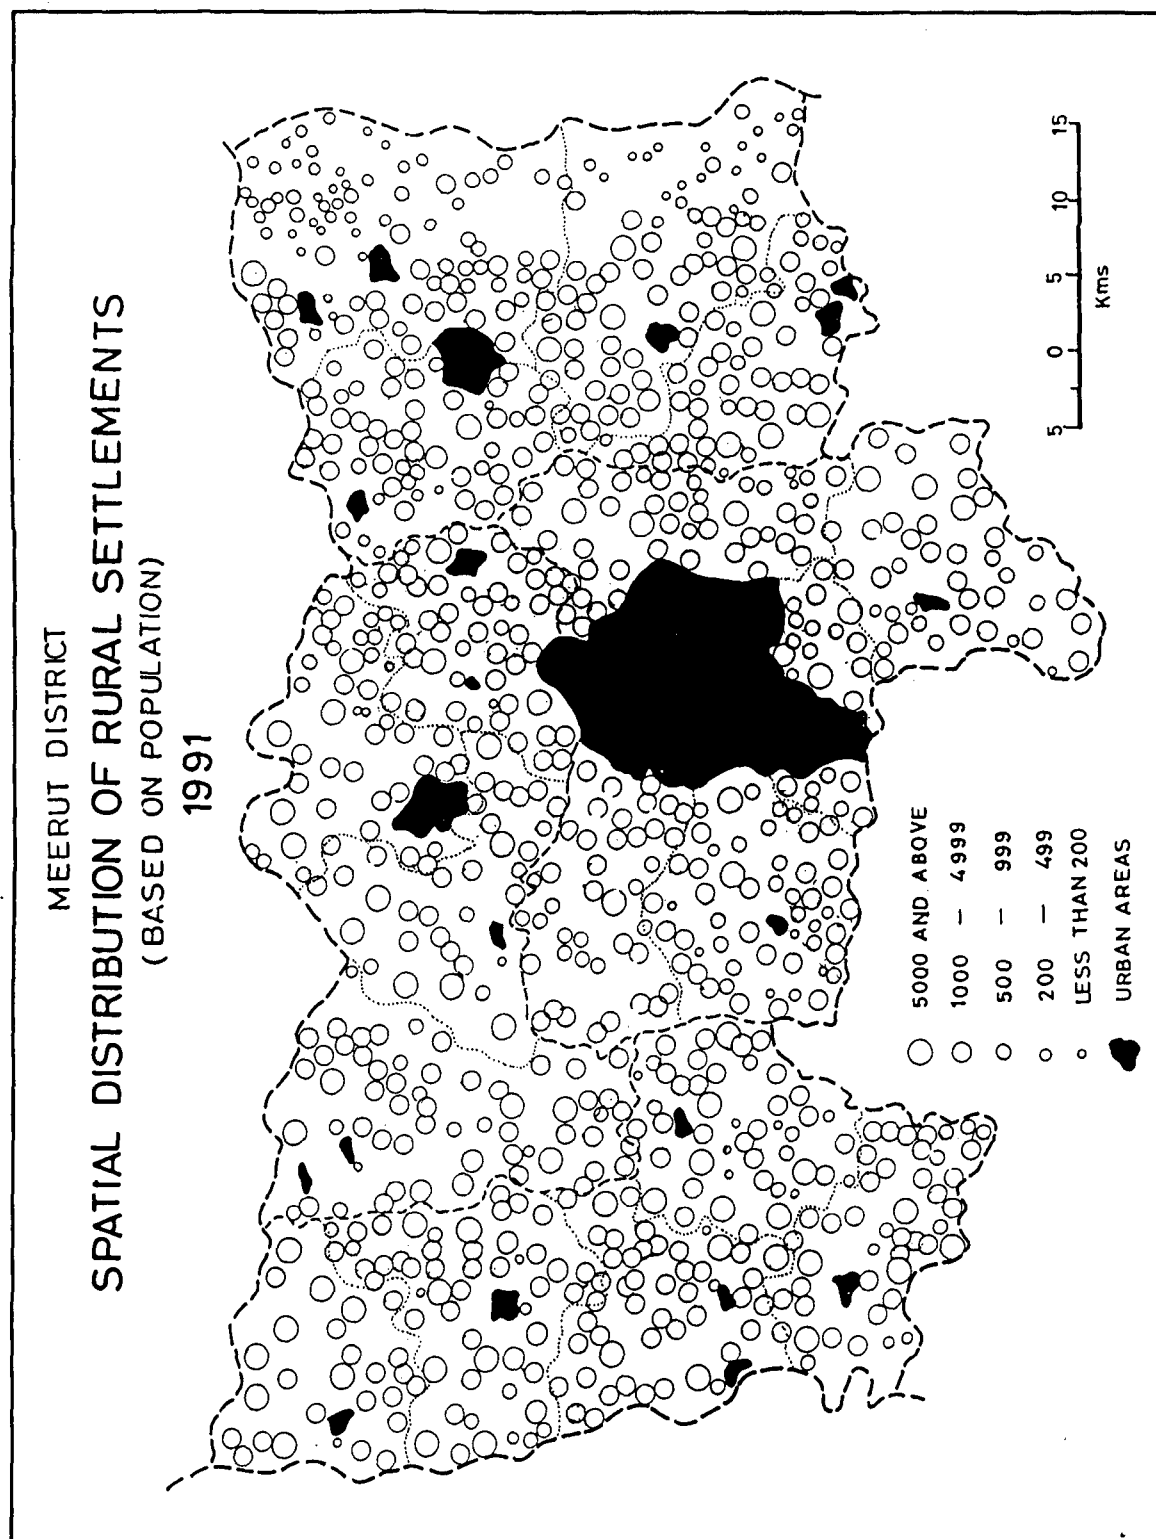 MEERUT DISTRICT
SPATIAL DISTRIBUTION OF RURAL SETTLEMENTS
(BASED ON POPULATION)
1991
5000 AND ABOVE
1000 – 4999
500 – 999
200 – 499
LESS THAN 200
URBAN AREAS
5 0 5 10 15
Kms